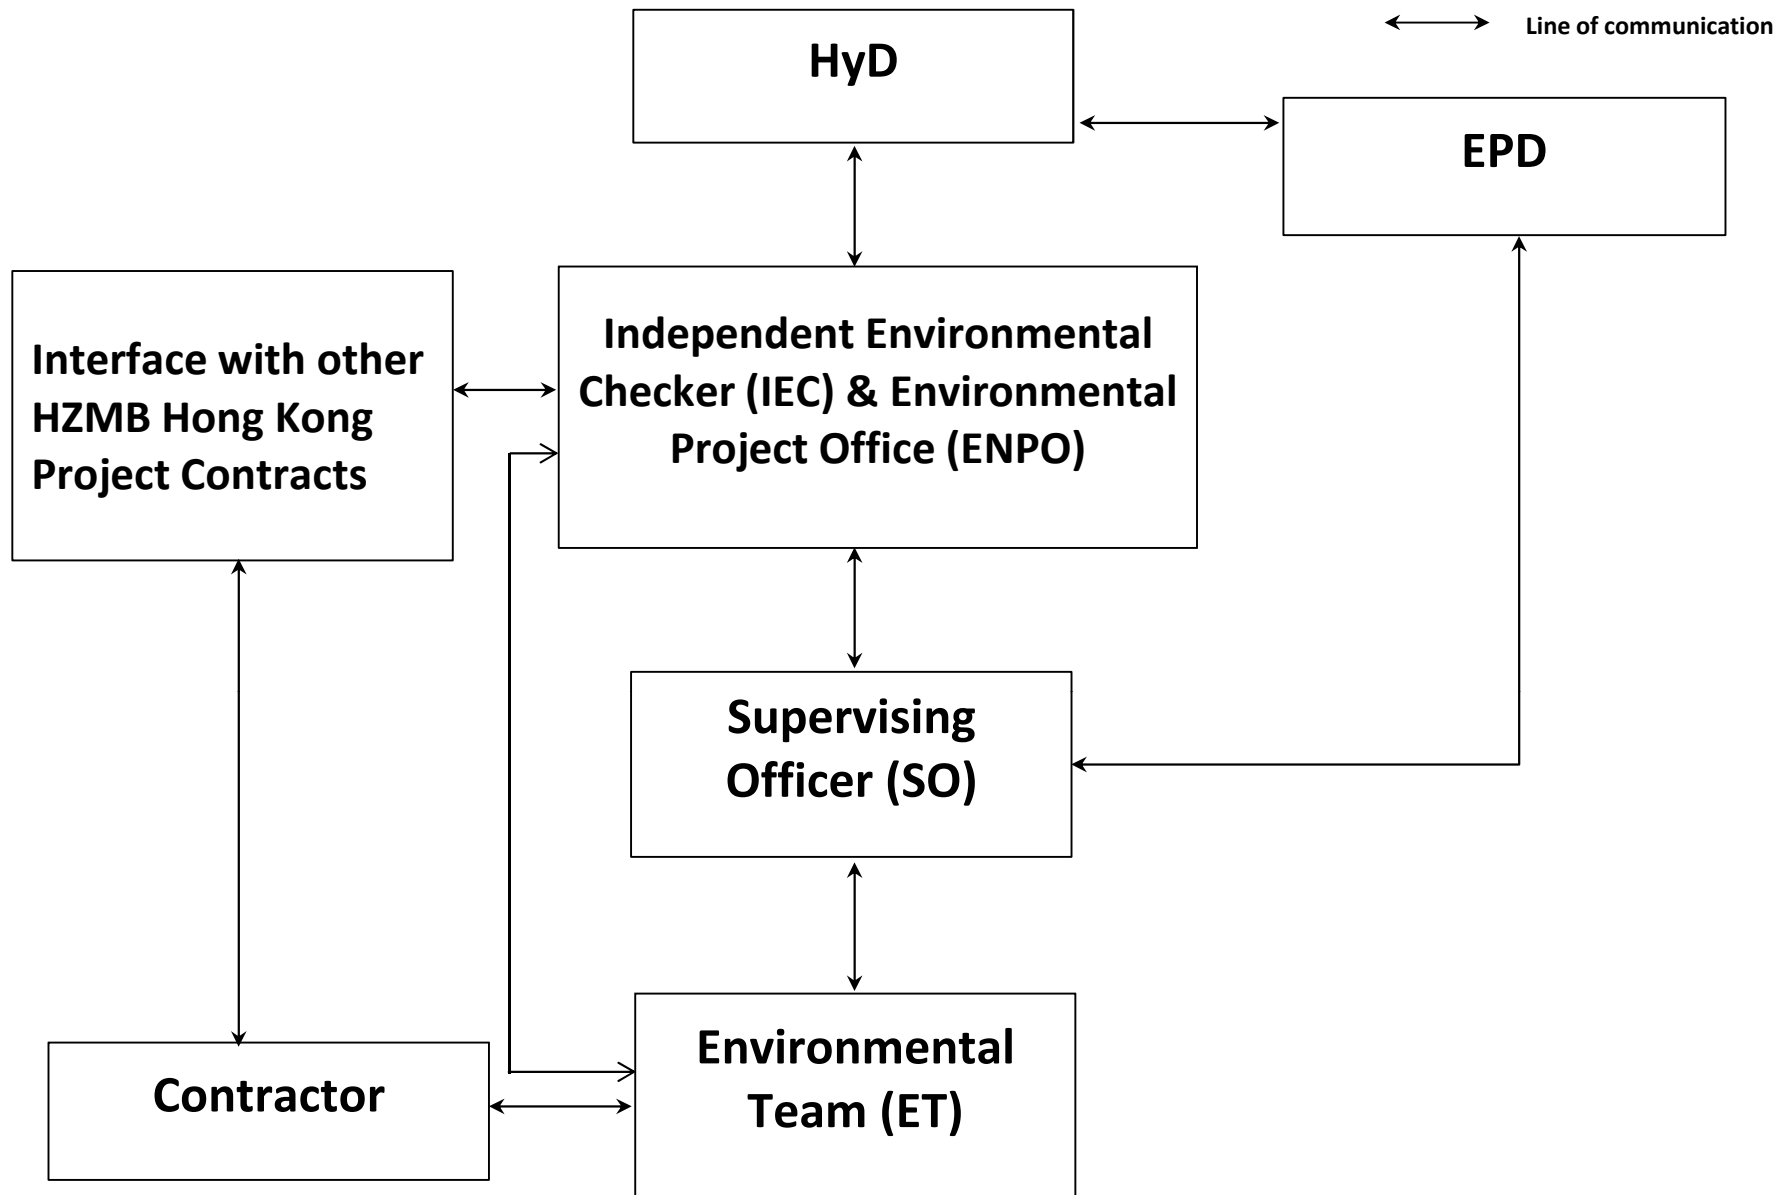 Line of communication
HyD
EPD
Interface with other
HZMB Hong Kong
Project Contracts
Independent Environmental
Checker (IEC) & Environmental
Project Office (ENPO)
Supervising
Officer (SO)
Environmental
Team (ET)
Contractor